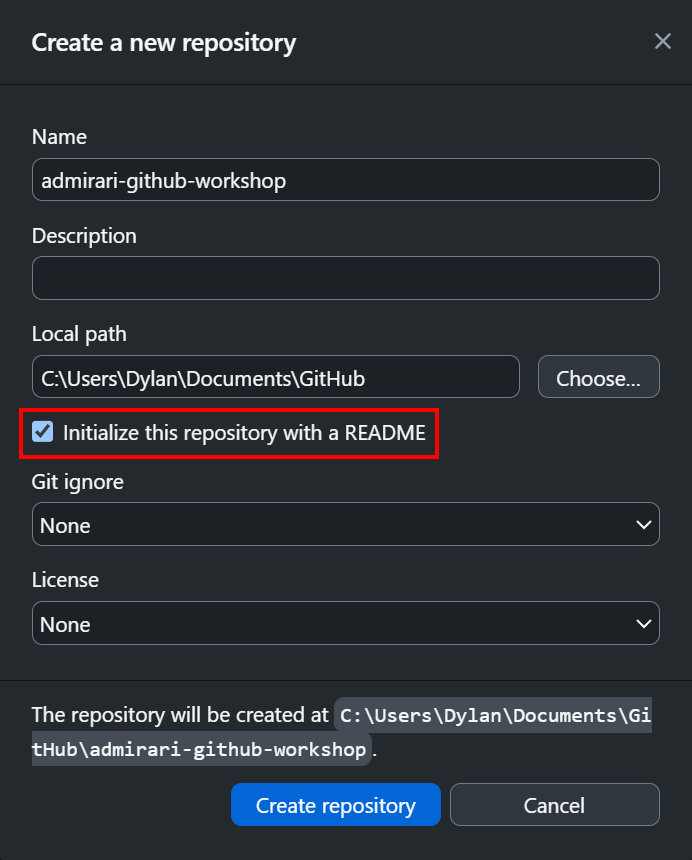 Create a new repository
Name
admirari-github-workshop
Description
Local path
C:\Users\Dylan\Documents\GitHub
Choose...
Initialize this repository with a README
Git ignore
None
License
None
The repository will be created at C:\Users\Dylan\Documents\Gi
tHub\admirari-github-workshop.
Create repository
Cancel